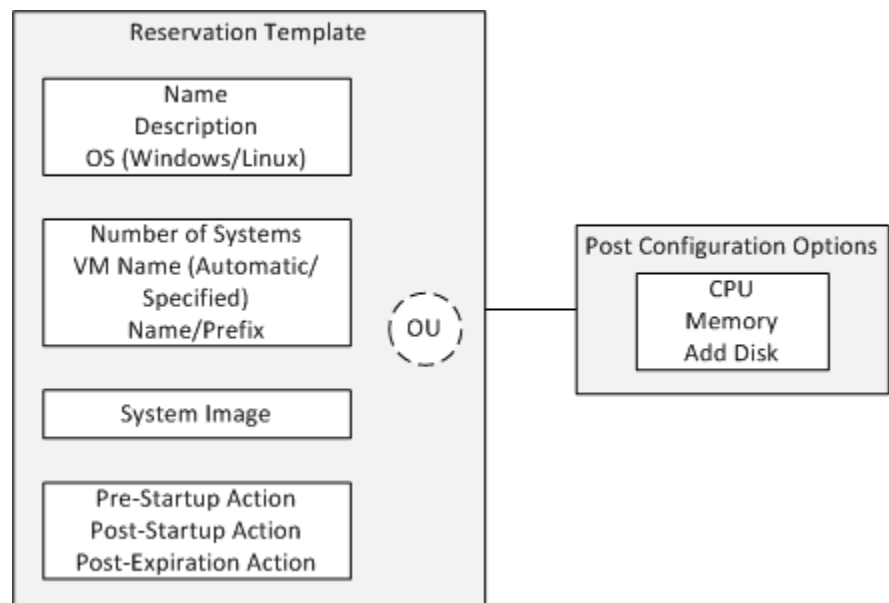 Reservation Template
Name
Description
OS (Windows/Linux)
Number of Systems
VM Name (Automatic/
Specified)
Name/Prefix
OU
System Image
Pre-Startup Action
Post-Startup Action
Post-Expiration Action
Post Configuration Options
CPU
Memory
Add Disk